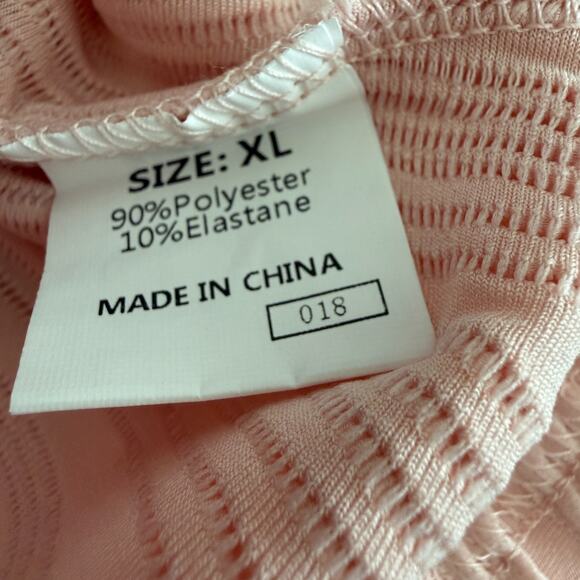 SIZE: XL
90%Polyester
10%Elastane
MADE IN CHINA
018